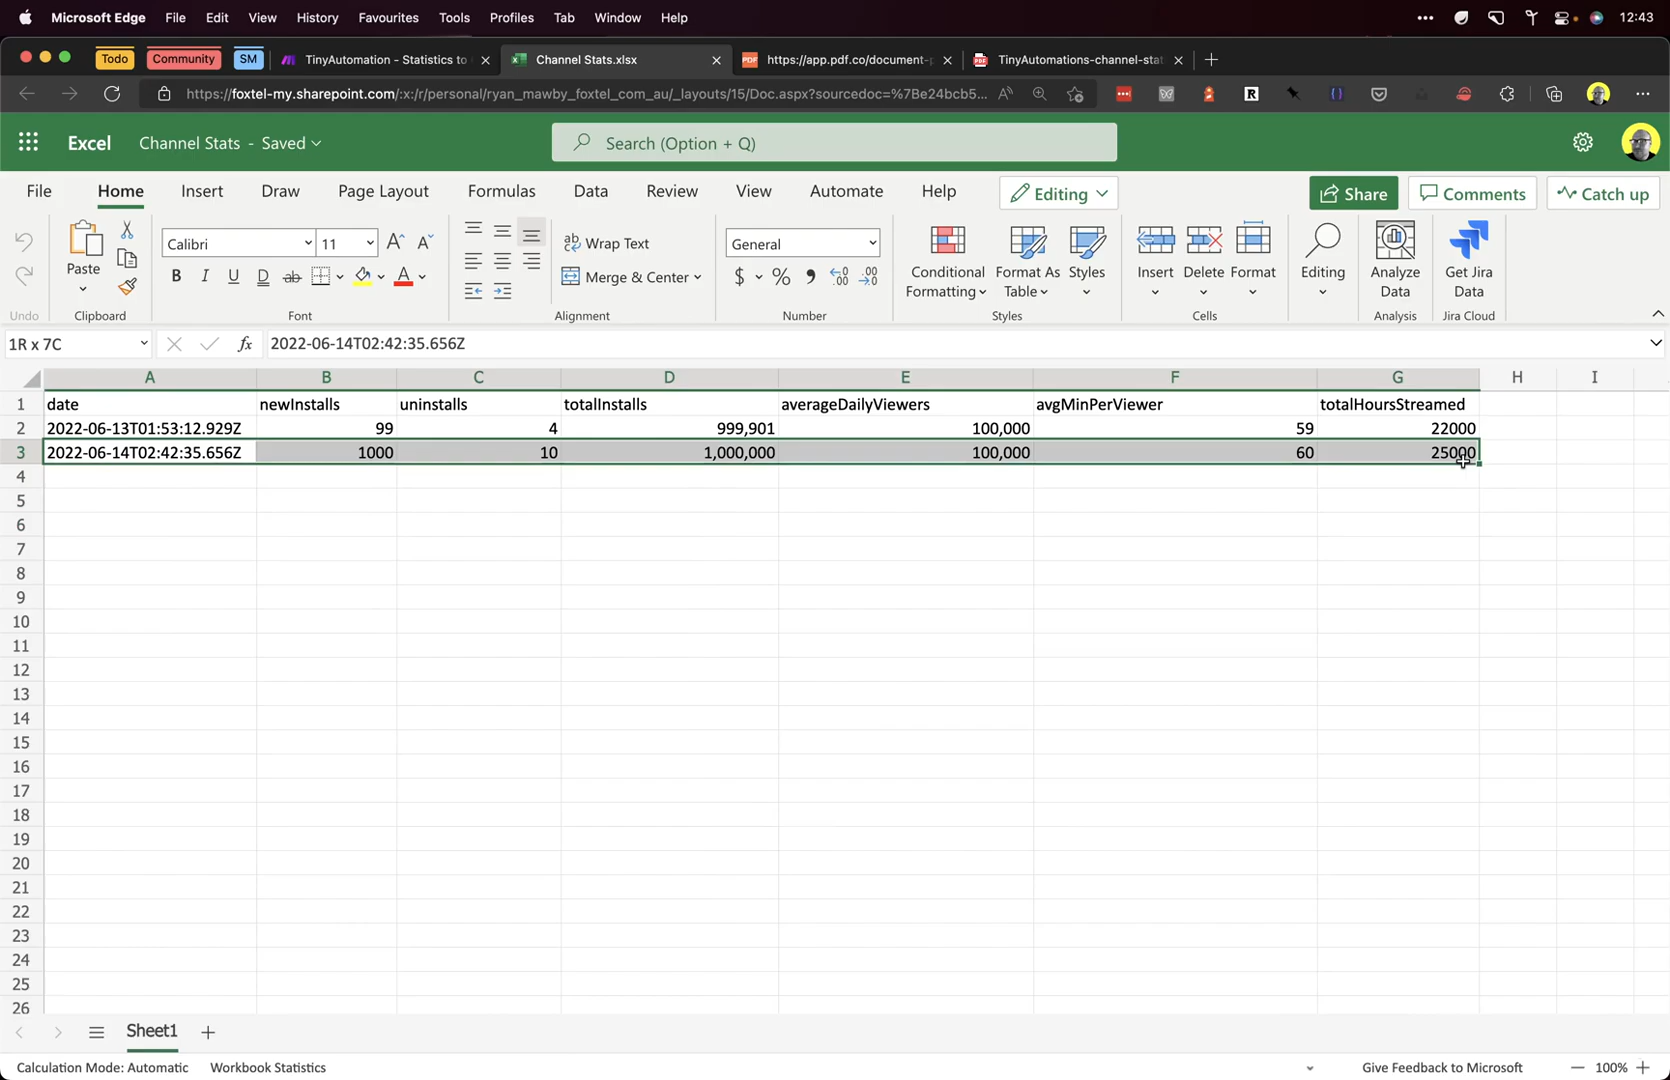 Microsoft Edge File Edit View History Favourites Tools Profiles Tab Window Help 12:43
Todo Community SM TinyAutomation - Statistics to Channel Stats.xlsx PDF https://app.pdf.co/document-p TinyAutomations-channel-stat
https://foxtel-my.sharepoint.com/:x:/r/personal/ryan_mawby_foxtel_com_au/_layouts/15/Doc.aspx?sourcedoc=%7Be24bcb5...
Excel Channel Stats - Saved Search (Option + Q)
File Home Insert Draw Page Layout Formulas Data Review View Automate Help Editing Share Comments Catch up
Calibri 11 Wrap Text General
Paste Merge & Center Conditional Formatting Format As Table Styles Insert Delete Format Editing Analyze Data Get Jira Data
Undo Clipboard Font Alignment Number Styles Cells Analysis Jira Cloud
1R x 7C fx 2022-06-14T02:42:35.656Z
A B C D E F G H I
1 date newInstalls uninstalls totalInstalls averageDailyViewers avgMinPerViewer totalHoursStreamed
2 2022-06-13T01:53:12.929Z 99 4 999,901 100,000 59 22000
3 2022-06-14T02:42:35.656Z 1000 10 1,000,000 100,000 60 25000
4
5
6
7
8
9
10
11
12
13
14
15
16
17
18
19
20
21
22
23
24
25
26
Sheet1
Calculation Mode: Automatic Workbook Statistics Give Feedback to Microsoft 100%